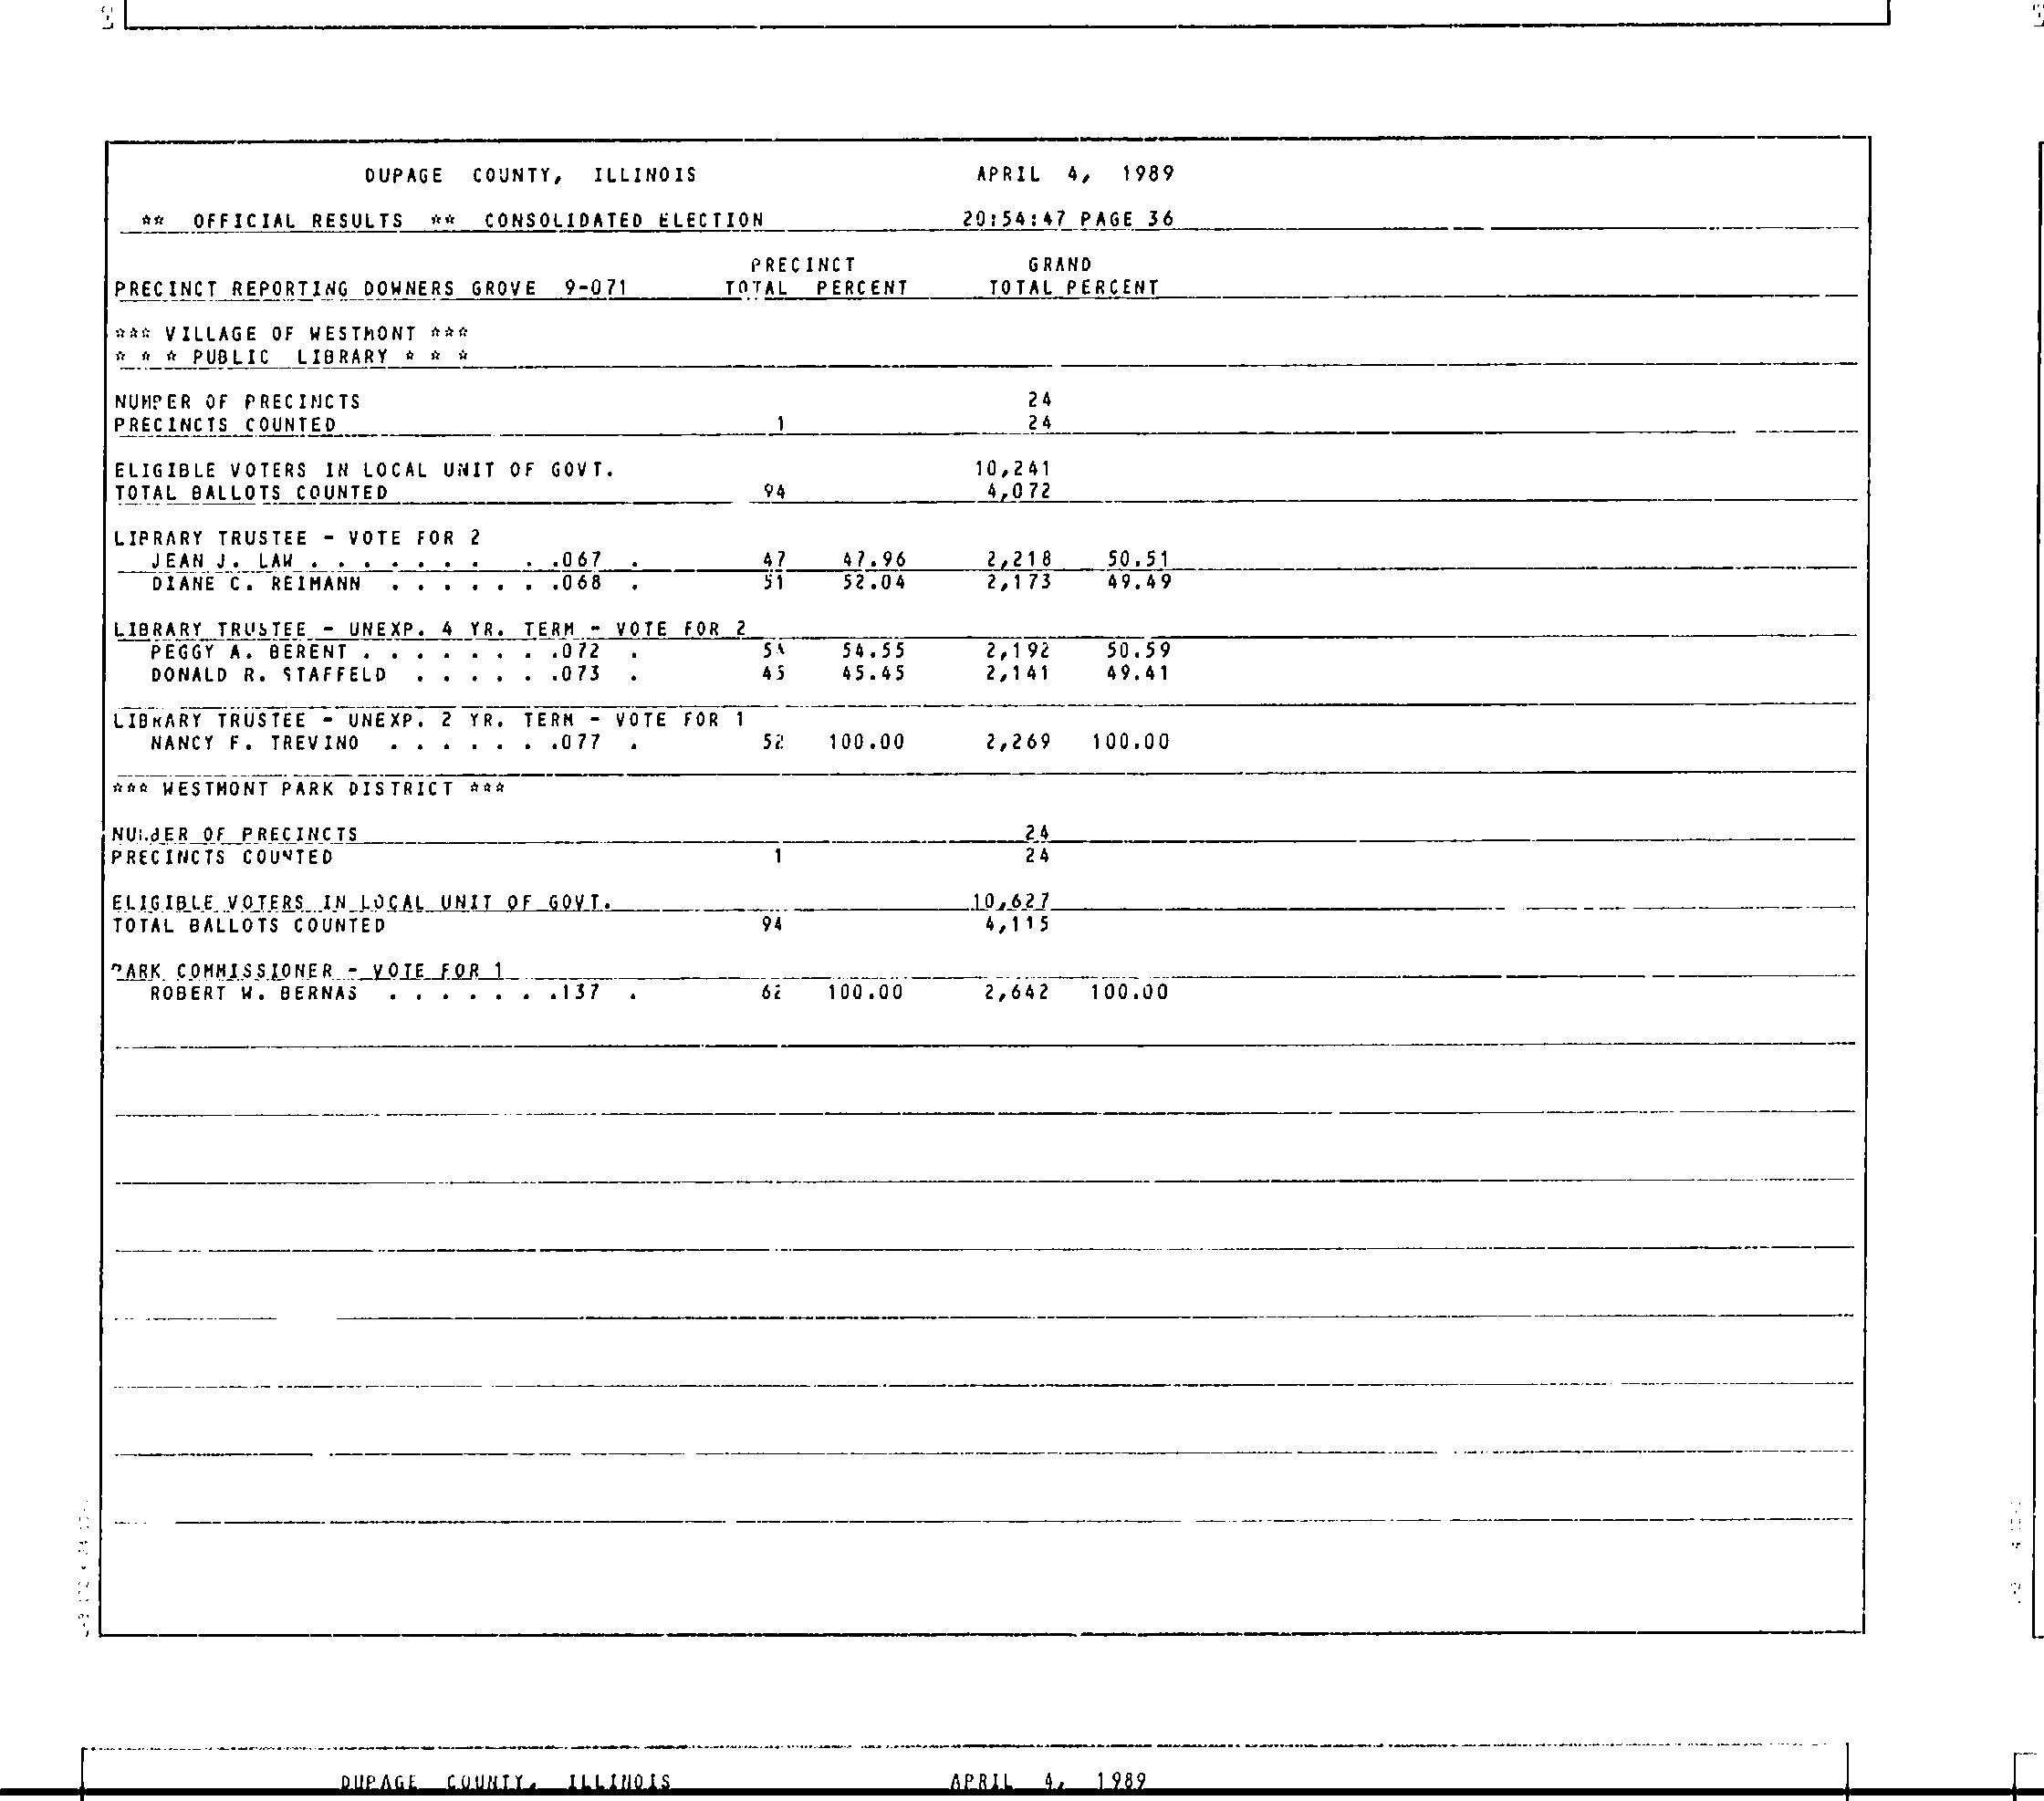 DUPAGE COUNTY, ILLINOIS APRIL 4, 1989
** OFFICIAL RESULTS ** CONSOLIDATED ELECTION 20:54:47 PAGE 36
PRECINCT GRAND
PRECINCT REPORTING DOWNERS GROVE 9-071 TOTAL PERCENT TOTAL PERCENT
*** VILLAGE OF WESTMONT ***
* * * PUBLIC LIBRARY * * *
NUMBER OF PRECINCTS 24
PRECINCTS COUNTED 1 24
ELIGIBLE VOTERS IN LOCAL UNIT OF GOVT. 10,241
TOTAL BALLOTS COUNTED 94 4,072
LIBRARY TRUSTEE - VOTE FOR 2
JEAN J. LAW . . . . . . . . .067 . 47 47.96 2,218 50.51
DIANE C. REIMANN . . . . . . .068 . 51 52.04 2,173 49.49
LIBRARY TRUSTEE - UNEXP. 4 YR. TERM - VOTE FOR 2
PEGGY A. BERENT . . . . . . . .072 . 54 54.55 2,192 50.59
DONALD R. STAFFELD . . . . . .073 . 45 45.45 2,141 49.41
LIBRARY TRUSTEE - UNEXP. 2 YR. TERM - VOTE FOR 1
NANCY F. TREVINO . . . . . . .077 . 52 100.00 2,269 100.00
*** WESTMONT PARK DISTRICT ***
NUMBER OF PRECINCTS 24
PRECINCTS COUNTED 1 24
ELIGIBLE VOTERS IN LOCAL UNIT OF GOVT. 10,627
TOTAL BALLOTS COUNTED 94 4,115
PARK COMMISSIONER - VOTE FOR 1
ROBERT W. BERNAS . . . . . . .137 . 62 100.00 2,642 100.00
DUPAGE COUNTY, ILLINOIS APRIL 4, 1989